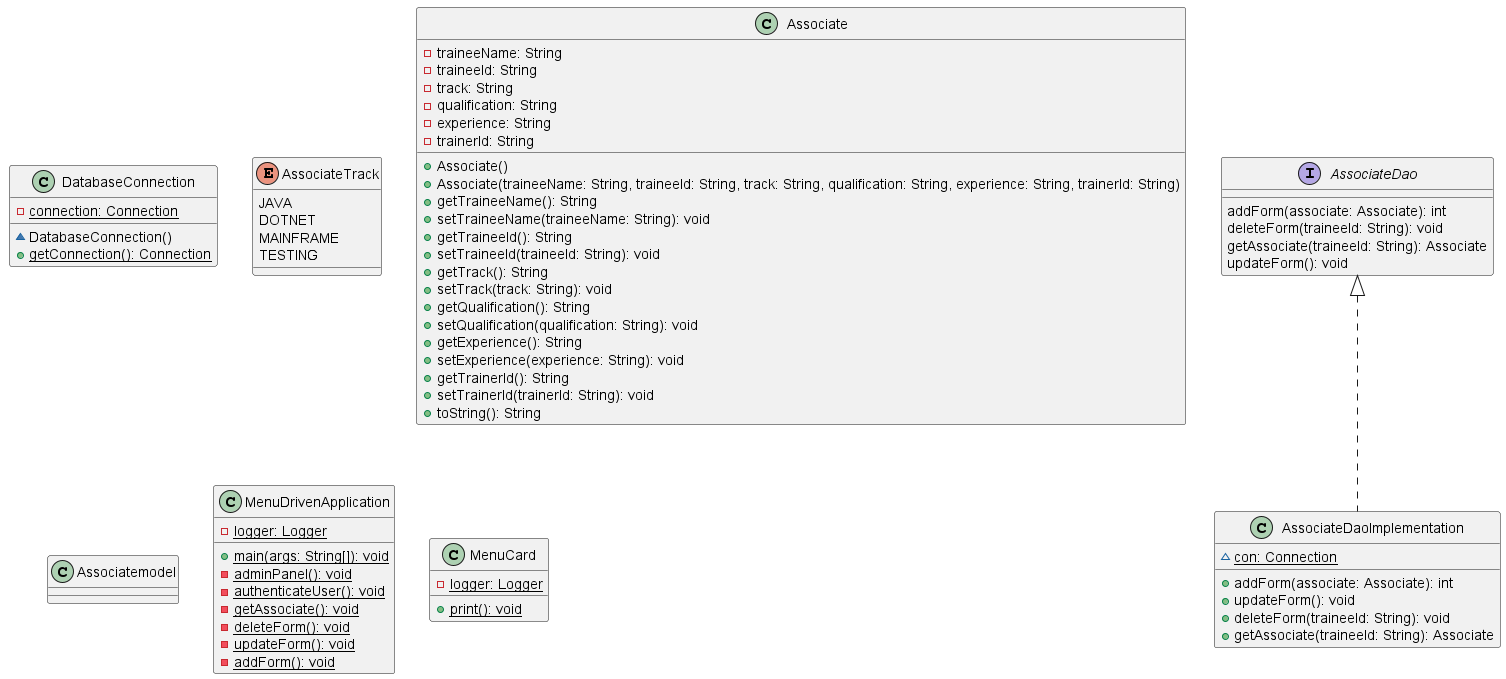 DatabaseConnection
connection: Connection
DatabaseConnection()
getConnection(): Connection
AssociateTrack
JAVA
DOTNET
MAINFRAME
TESTING
Associate
traineeName: String
traineeId: String
track: String
qualification: String
experience: String
trainerId: String
Associate()
Associate(traineeName: String, traineeId: String, track: String, qualification: String, experience: String, trainerId: String)
getTraineeName(): String
setTraineeName(traineeName: String): void
getTraineeId(): String
setTraineeId(traineeId: String): void
getTrack(): String
setTrack(track: String): void
getQualification(): String
setQualification(qualification: String): void
getExperience(): String
setExperience(experience: String): void
getTrainerId(): String
setTrainerId(trainerId: String): void
toString(): String
AssociateDao
addForm(associate: Associate): int
deleteForm(traineeId: String): void
getAssociate(traineeId: String): Associate
updateForm(): void
Associatemodel
MenuDrivenApplication
logger: Logger
main(args: String[]): void
adminPanel(): void
authenticateUser(): void
getAssociate(): void
deleteForm(): void
updateForm(): void
addForm(): void
MenuCard
logger: Logger
print(): void
AssociateDaoImplementation
con: Connection
addForm(associate: Associate): int
updateForm(): void
deleteForm(traineeId: String): void
getAssociate(traineeId: String): Associate